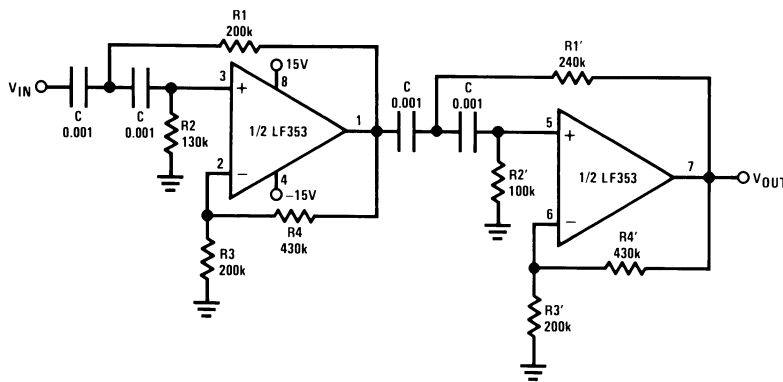 R1
200k
15V
8
VIN
3
+
C
0.001
C
0.001
R2
130k
1/2 LF353
1
2
−
4
−15V
R4
430k
R3
200k
R1'
240k
C
0.001
C
0.001
5
+
R2'
100k
1/2 LF353
7
VOUT
6
−
R4'
430k
R3'
200k